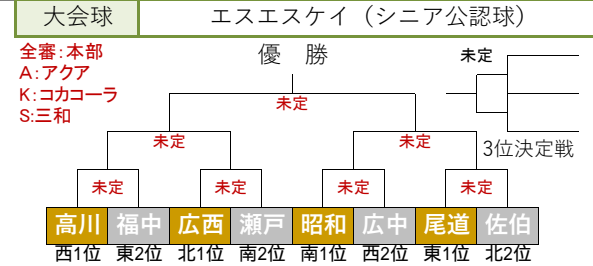 大会球 エスエスケイ（シニア公認球）
全審：本部
A：アクア
K：コカコーラ
S:三和
優 勝
未定
未定
未定 未定
3位決定戦
未定 未定 未定 未定
高川 福中 広西 瀬戸 昭和 広中 尾道 佐伯
西1位 東2位 北1位 南2位 南1位 西2位 東1位 北2位